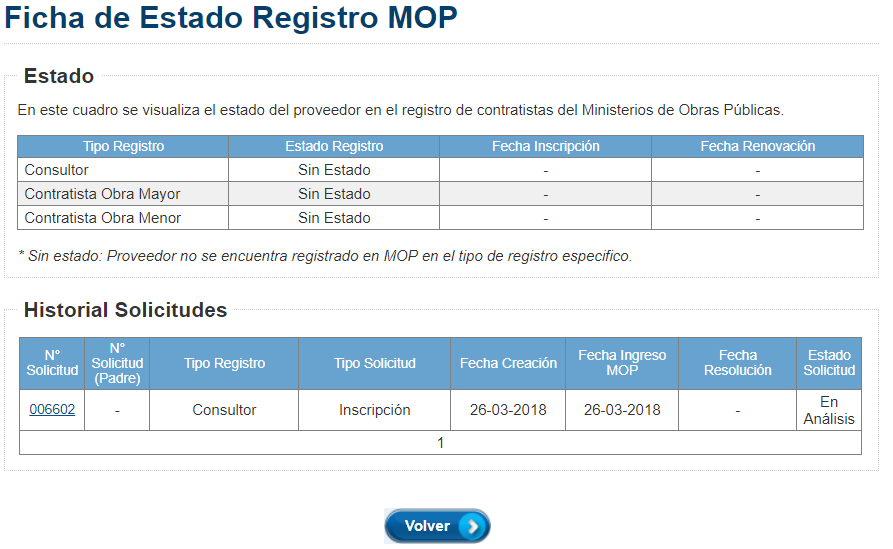 Ficha de Estado Registro MOP
Estado
En este cuadro se visualiza el estado del proveedor en el registro de contratistas del Ministerios de Obras Públicas.
Tipo Registro Estado Registro Fecha Inscripción Fecha Renovación
Consultor Sin Estado - -
Contratista Obra Mayor Sin Estado - -
Contratista Obra Menor Sin Estado - -
* Sin estado: Proveedor no se encuentra registrado en MOP en el tipo de registro especifico.
Historial Solicitudes
N° Solicitud N° Solicitud (Padre) Tipo Registro Tipo Solicitud Fecha Creación Fecha Ingreso MOP Fecha Resolución Estado Solicitud
006602 - Consultor Inscripción 26-03-2018 26-03-2018 - En Análisis
1
Volver